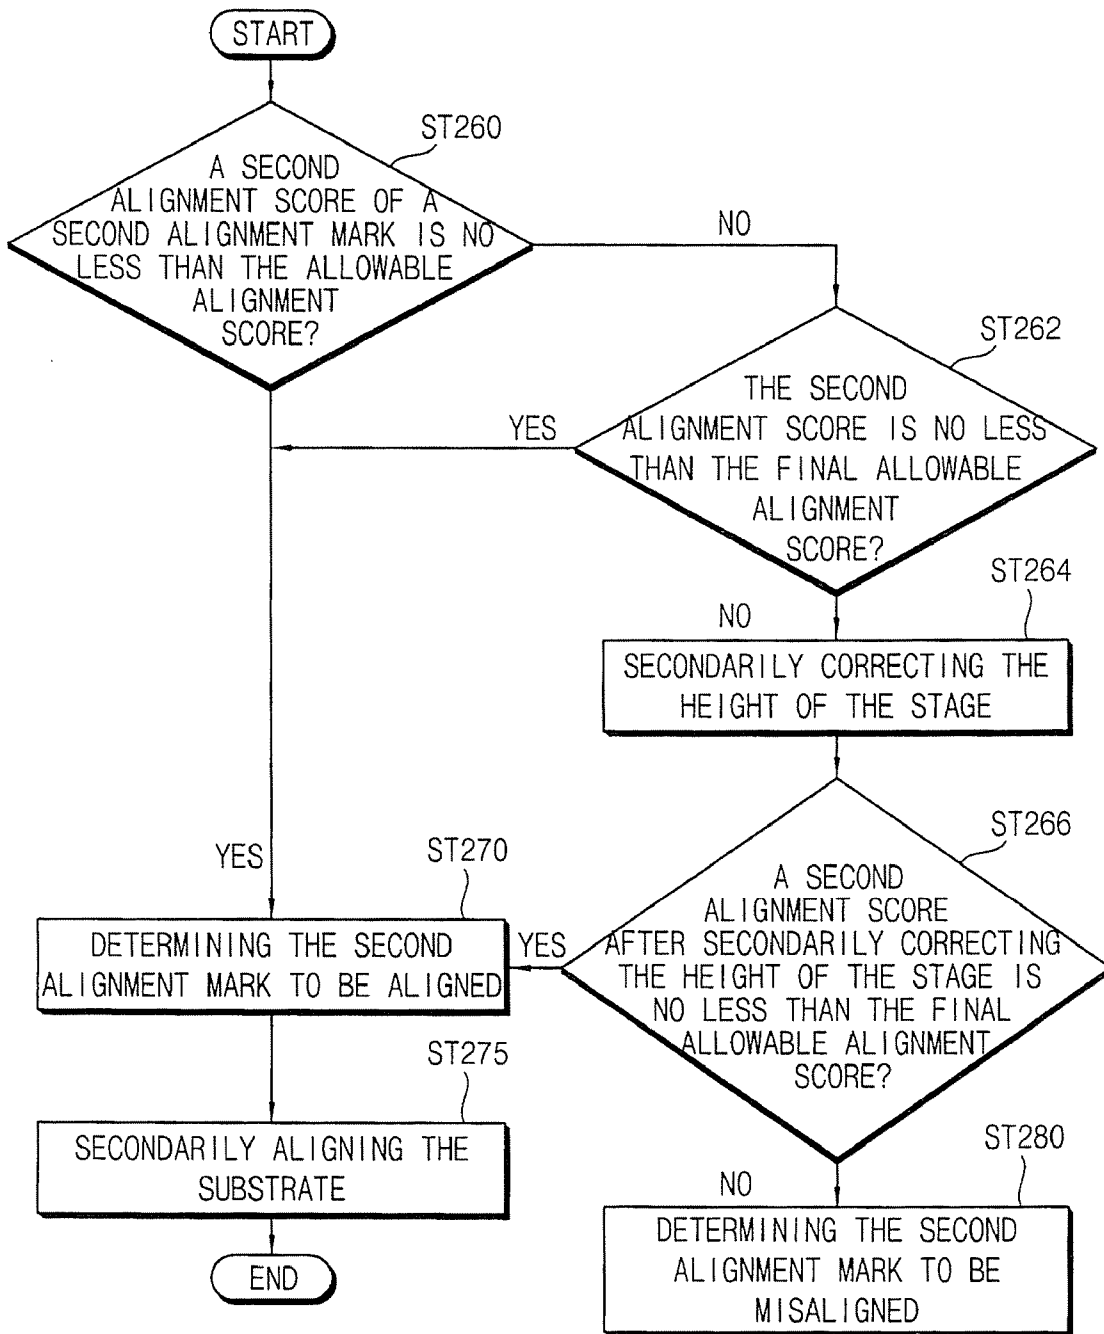 START
ST260
A SECOND
ALIGNMENT SCORE OF A
SECOND ALIGNMENT MARK IS NO
LESS THAN THE ALLOWABLE
ALIGNMENT
SCORE?
NO
ST262
THE SECOND
ALIGNMENT SCORE IS NO LESS
THAN THE FINAL ALLOWABLE
ALIGNMENT
SCORE?
YES
NO
ST264
SECONDARILY CORRECTING THE
HEIGHT OF THE STAGE
ST266
A SECOND
ALIGNMENT SCORE
AFTER SECONDARILY CORRECTING
THE HEIGHT OF THE STAGE IS
NO LESS THAN THE FINAL
ALLOWABLE ALIGNMENT
SCORE?
YES
YES
ST270
DETERMINING THE SECOND
ALIGNMENT MARK TO BE ALIGNED
ST275
SECONDARILY ALIGNING THE
SUBSTRATE
END
NO
ST280
DETERMINING THE SECOND
ALIGNMENT MARK TO BE
MISALIGNED